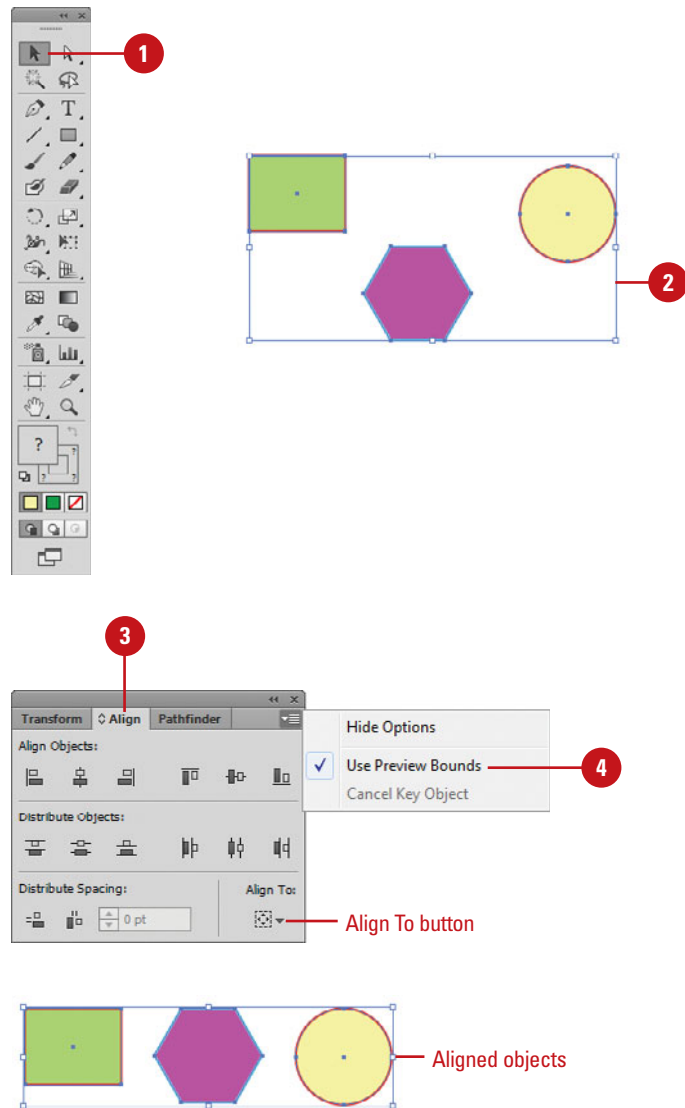 1
T
2
?
?
?
?
3
Transform Align Pathfinder
Align Objects:
Hide Options
Use Preview Bounds
4
Cancel Key Object
Distribute Objects:
Distribute Spacing:
Align To:
0 pt
Align To button
Aligned objects